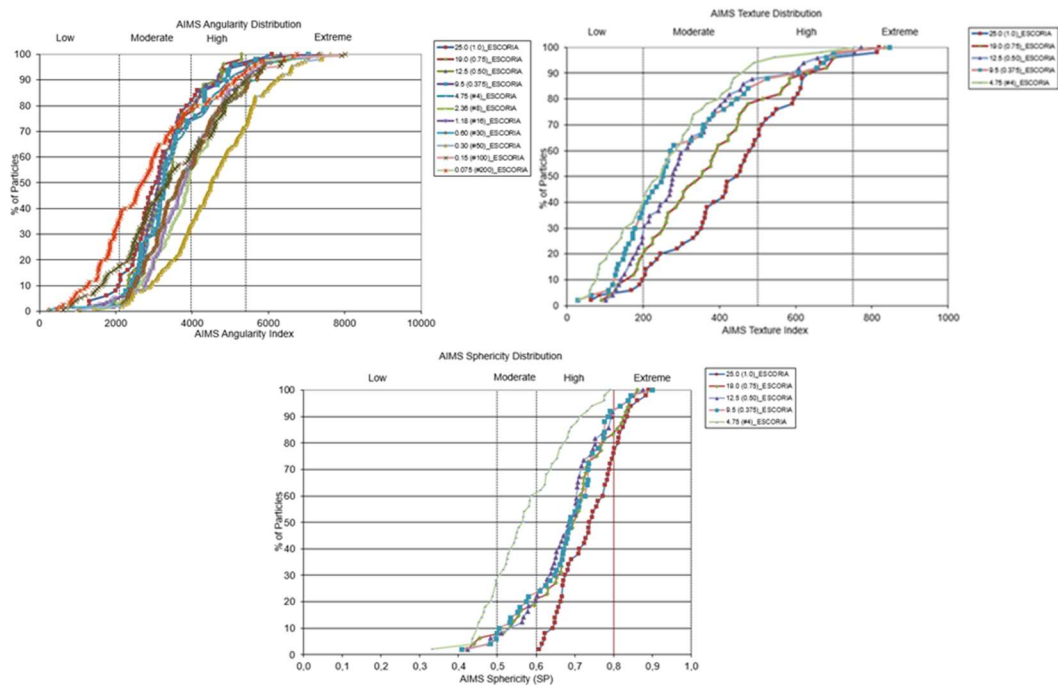 AIMS Angularity Distribution
Low Moderate High Extreme
100
90
80
70
60
50
40
30
20
10
0
% of Particles
0 2000 4000 6000 8000 10000
AIMS Angularity Index
25.0 (1.0)_ESCORIA
19.0 (0.75)_ESCORIA
12.5 (0.50)_ESCORIA
9.5 (0.375)_ESCORIA
4.75 (#4)_ESCORIA
2.36 (#8)_ESCORIA
1.18 (#16)_ESCORIA
0.60 (#30)_ESCORIA
0.30 (#50)_ESCORIA
0.15 (#100)_ESCORIA
0.075 (#200)_ESCORIA
AIMS Texture Distribution
Low Moderate High Extreme
100
90
80
70
60
50
40
30
20
10
0
% of Particles
0 200 400 600 800 1000
AIMS Texture Index
25.0 (1.0)_ESCORIA
19.0 (0.75)_ESCORIA
12.5 (0.50)_ESCORIA
9.5 (0.375)_ESCORIA
4.75 (#4)_ESCORIA
AIMS Sphericity Distribution
Low Moderate High Extreme
100
90
80
70
60
50
40
30
20
10
0
% of Particles
0,0 0,1 0,2 0,3 0,4 0,5 0,6 0,7 0,8 0,9 1,0
AIMS Sphericity (SP)
25.0 (1.0)_ESCORIA
19.0 (0.75)_ESCORIA
12.5 (0.50)_ESCORIA
9.5 (0.375)_ESCORIA
4.75 (#4)_ESCORIA